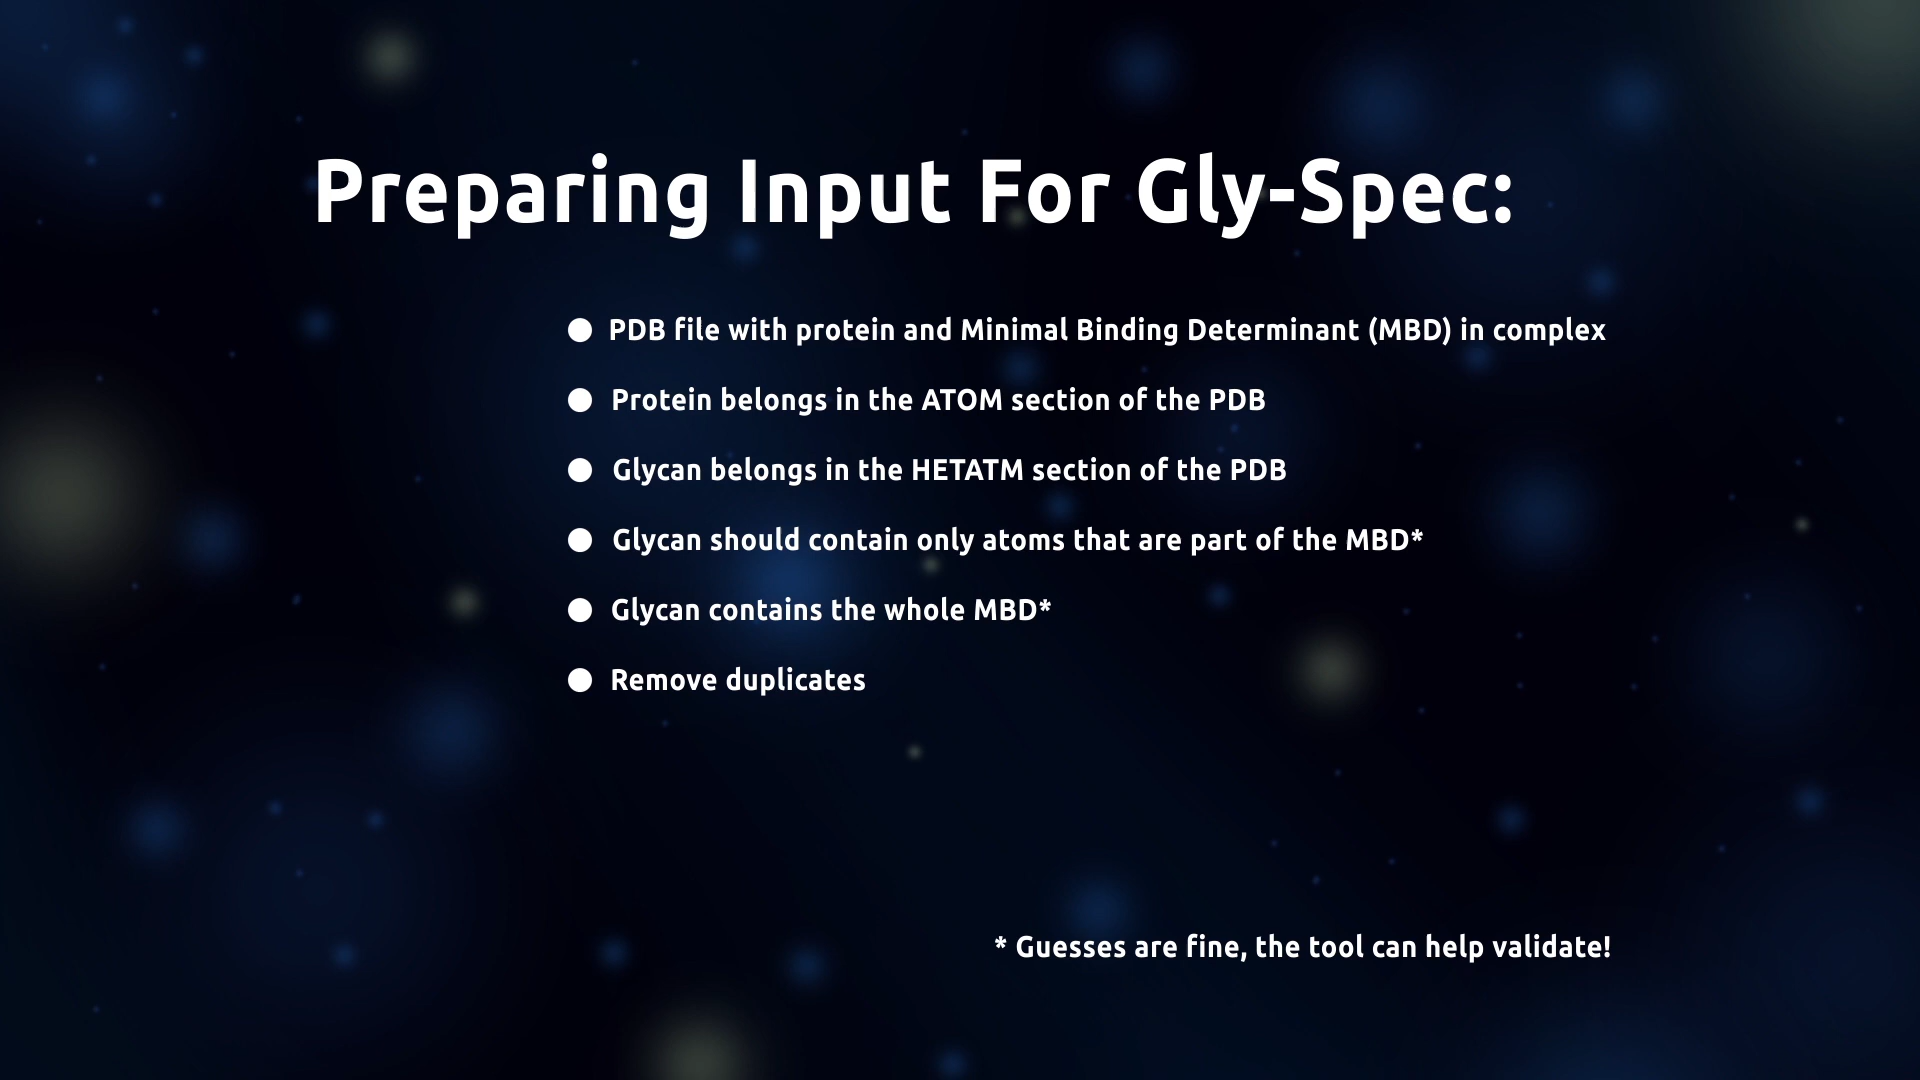 Preparing Input For Gly-Spec:
● PDB file with protein and Minimal Binding Determinant (MBD) in complex
● Protein belongs in the ATOM section of the PDB
● Glycan belongs in the HETATM section of the PDB
● Glycan should contain only atoms that are part of the MBD*
● Glycan contains the whole MBD*
● Remove duplicates
* Guesses are fine, the tool can help validate!